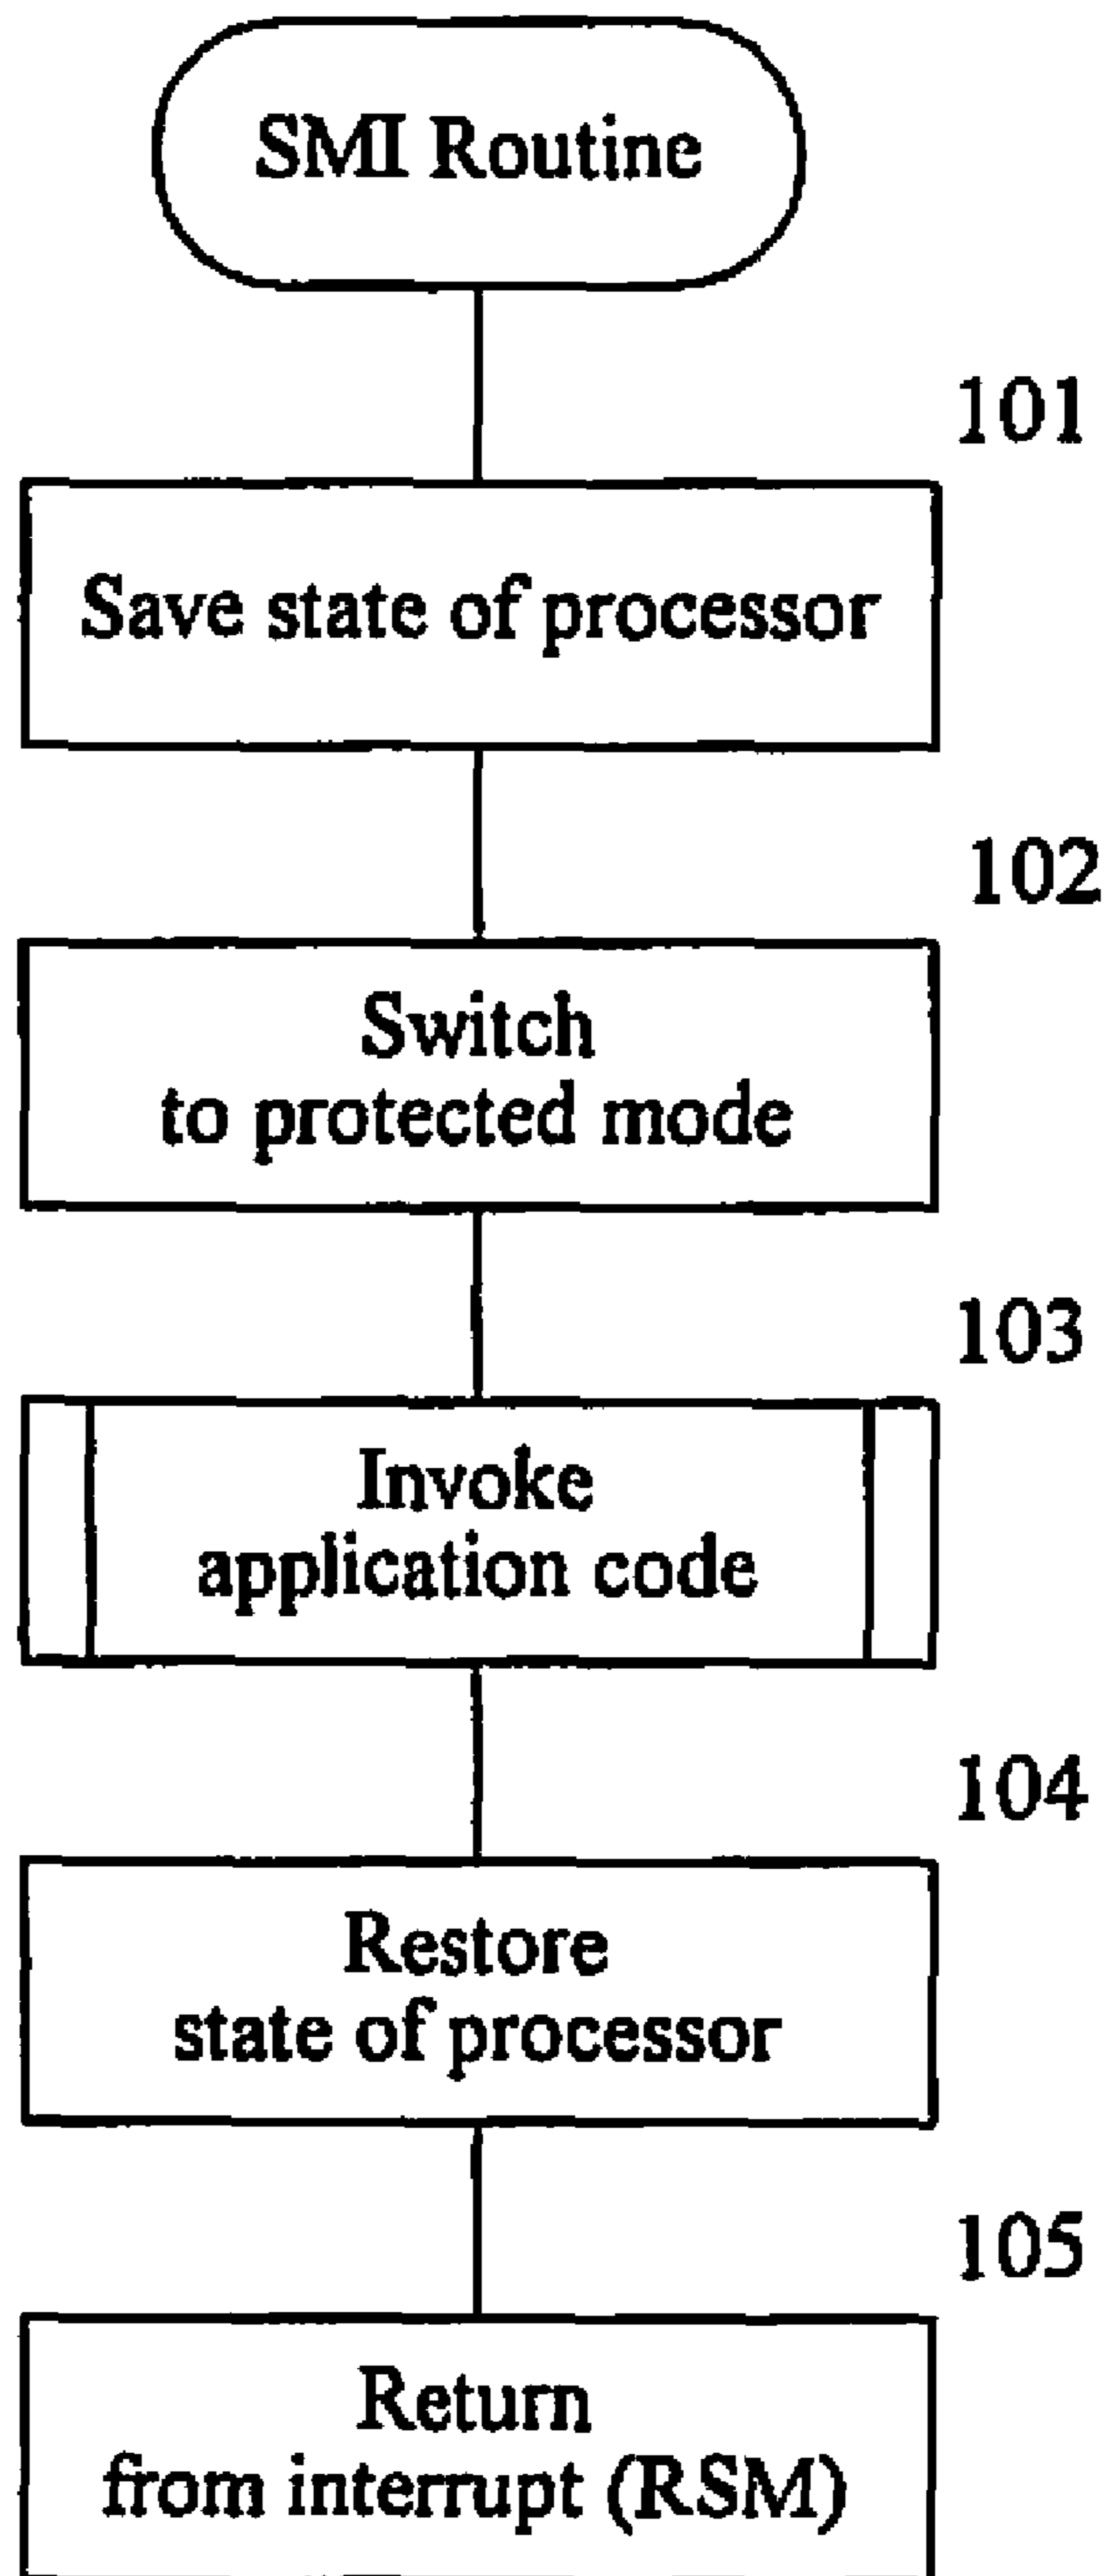 SMI Routine
101
Save state of processor
102
Switch
to protected mode
103
Invoke
application code
104
Restore
state of processor
105
Return
from interrupt (RSM)